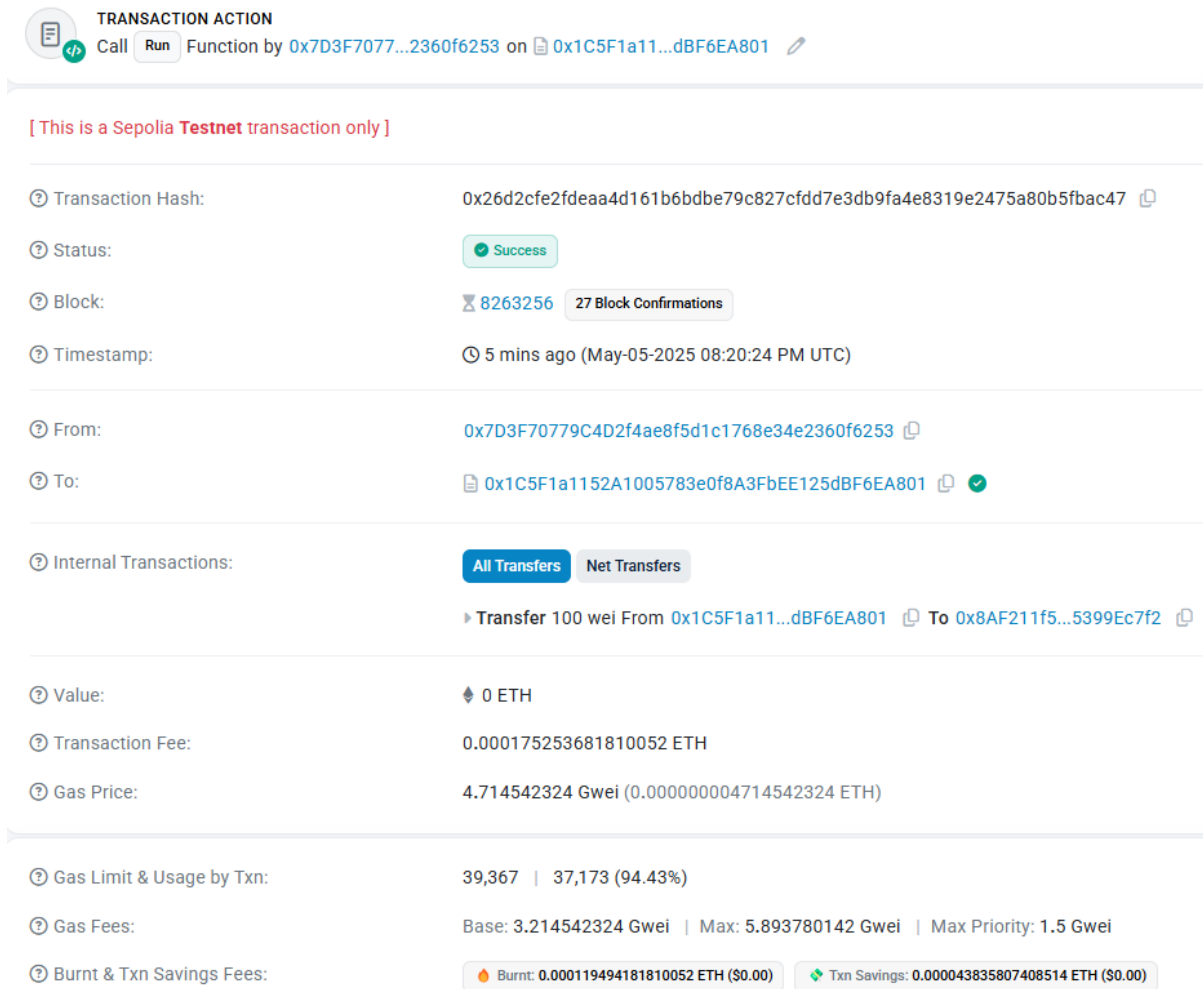 TRANSACTION ACTION
Call Run Function by 0x7D3F7077...2360f6253 on 0x1C5F1a11...dBF6EA801
[ This is a Sepolia Testnet transaction only ]
Transaction Hash: 0x26d2cfe2fdeaa4d161b6bdbe79c827cfdd7e3db9fa4e8319e2475a80b5fbac47
Status: Success
Block: 8263256 27 Block Confirmations
Timestamp: 5 mins ago (May-05-2025 08:20:24 PM UTC)
From: 0x7D3F70779C4D2f4ae8f5d1c1768e34e2360f6253
To: 0x1C5F1a1152A1005783e0f8A3FbEE125dBF6EA801
Internal Transactions: All Transfers Net Transfers
Transfer 100 wei From 0x1C5F1a11...dBF6EA801 To 0x8AF211f5...5399Ec7f2
Value: 0 ETH
Transaction Fee: 0.000175253681810052 ETH
Gas Price: 4.714542324 Gwei (0.000000004714542324 ETH)
Gas Limit & Usage by Txn: 39,367 | 37,173 (94.43%)
Gas Fees: Base: 3.214542324 Gwei | Max: 5.893780142 Gwei | Max Priority: 1.5 Gwei
Burnt & Txn Savings Fees: Burnt: 0.000119494181810052 ETH ($0.00) Txn Savings: 0.000043835807408514 ETH ($0.00)